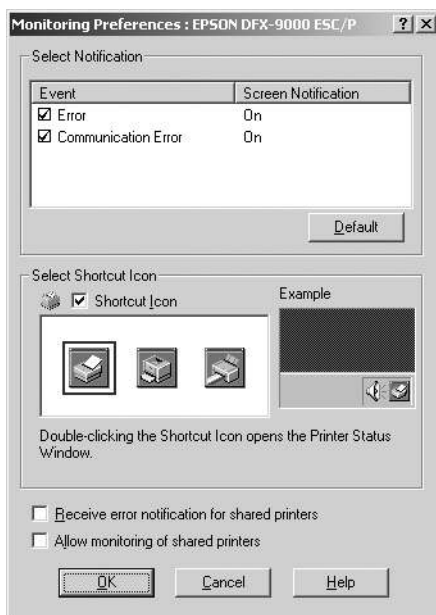 Monitoring Preferences : EPSON DFX-9000 ESC/P
Select Notification
Event Screen Notification
Error On
Communication Error On
Default
Select Shortcut Icon
Shortcut Icon
Example
Double-clicking the Shortcut Icon opens the Printer Status
Window.
Receive error notification for shared printers
Allow monitoring of shared printers
OK Cancel Help